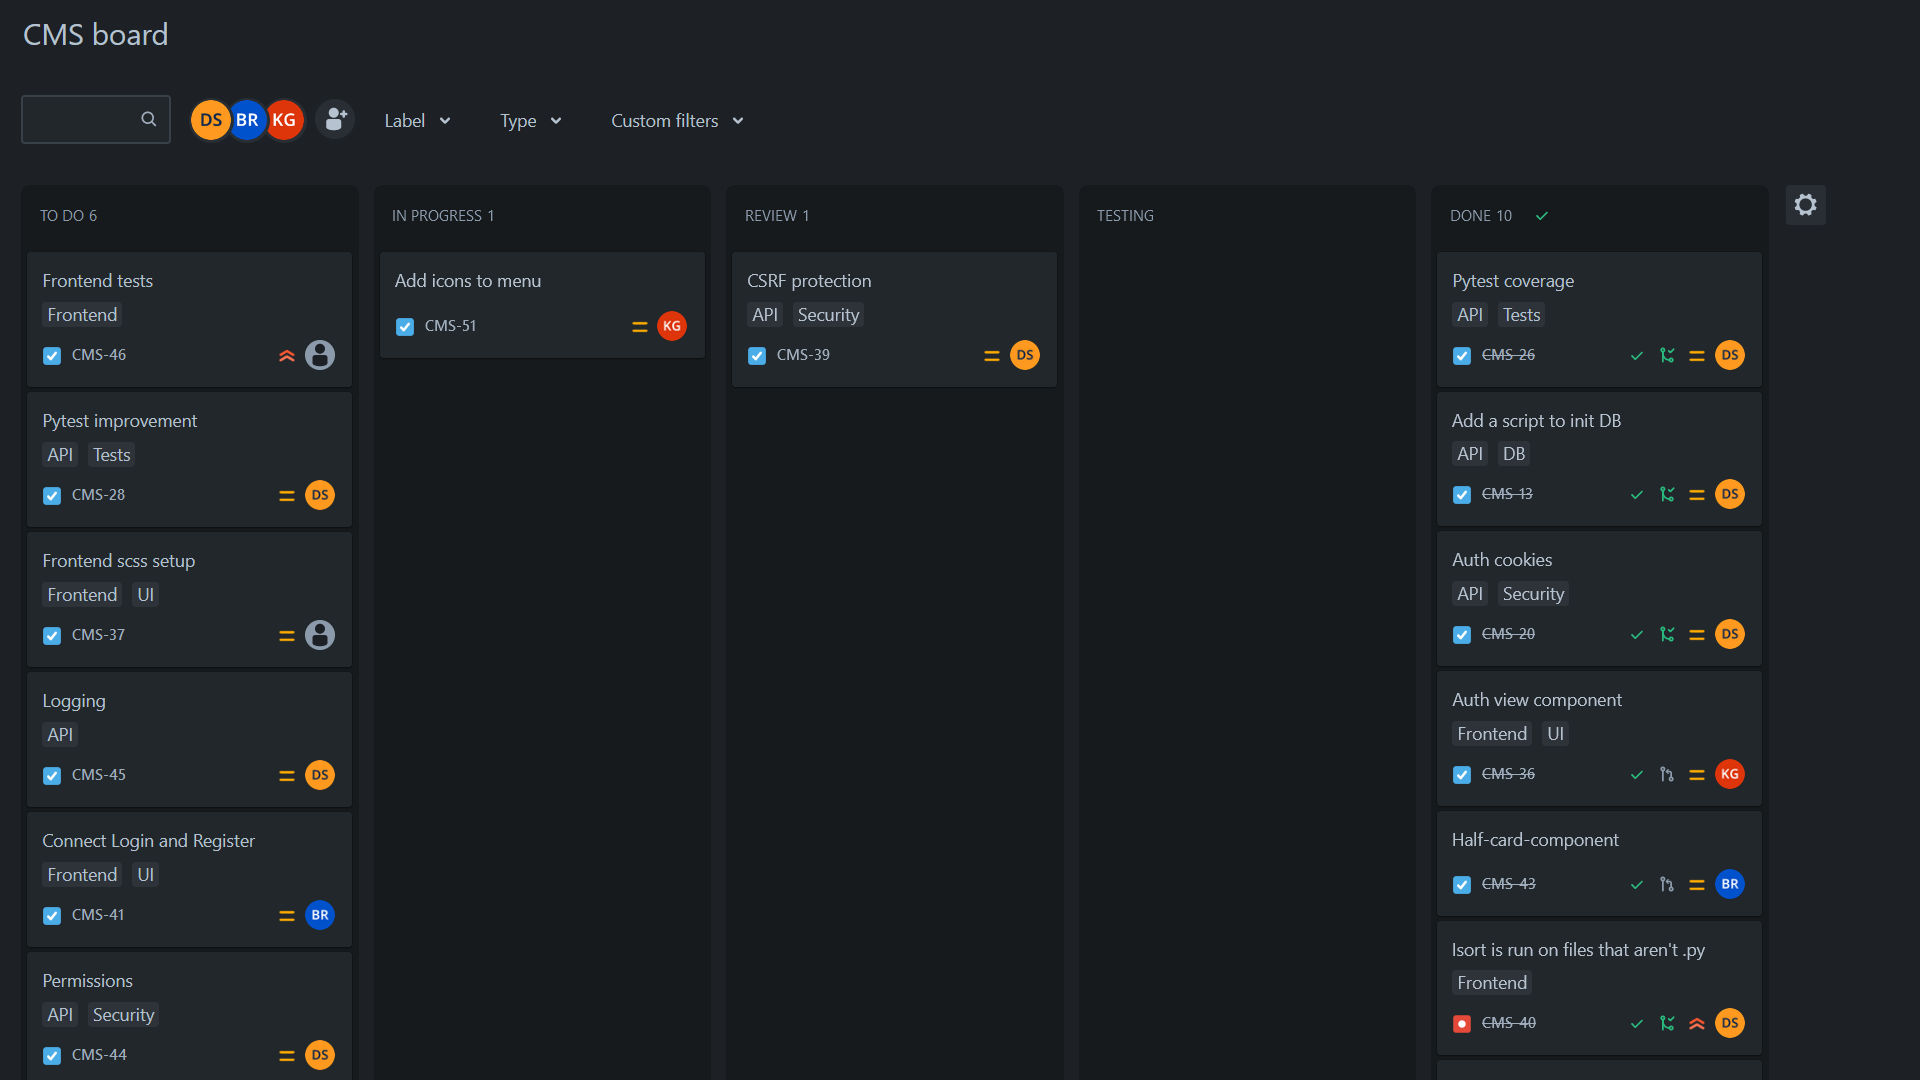 CMS board
DS BR KG Label Type Custom filters
TO DO 6
Frontend tests
Frontend
CMS-46
Pytest improvement
API Tests
CMS-28 DS
Frontend scss setup
Frontend UI
CMS-37
Logging
API
CMS-45 DS
Connect Login and Register
Frontend UI
CMS-41 BR
Permissions
API Security
CMS-44 DS
IN PROGRESS 1
Add icons to menu
CMS-51 KG
REVIEW 1
CSRF protection
API Security
CMS-39 DS
TESTING
DONE 10
Pytest coverage
API Tests
CMS-26 DS
Add a script to init DB
API DB
CMS-13 DS
Auth cookies
API Security
CMS-20 DS
Auth view component
Frontend UI
CMS-36 KG
Half-card-component
CMS-43 BR
Isort is run on files that aren't .py
Frontend
CMS-40 DS